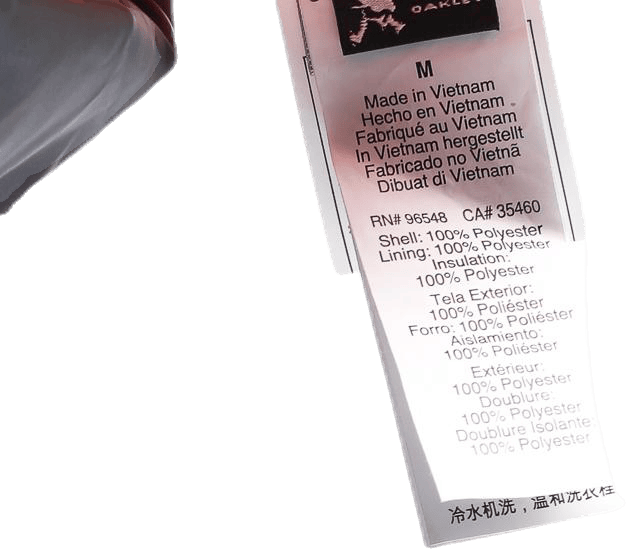 OAKLEY
M
Made in Vietnam
Hecho en Vietnam
Fabriqué au Vietnam
In Vietnam hergestellt
Fabricado no Vietnã
Dibuat di Vietnam
RN# 96548 CA# 35460
Shell: 100% Polyester
Lining: 100% Polyester
Insulation:
100% Polyester
Tela Exterior:
100% Poliéster
Forro: 100% Poliéster
Aislamiento:
100% Poliéster
Extérieur:
100% Polyester
Doublure:
100% Polyester
Doublure Isolante:
100% Polyester
冷水机洗，温和洗衣程